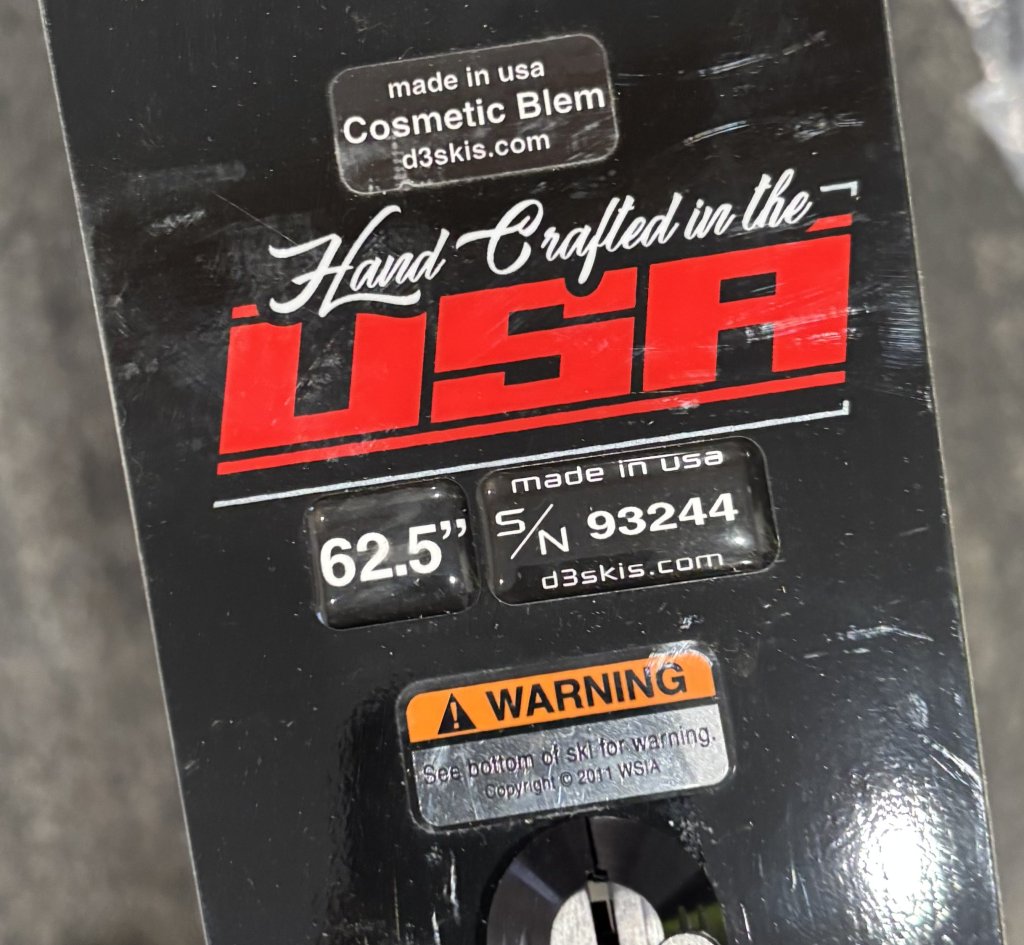 made in usa
Cosmetic Blem
d3skis.com
Hand Crafted in the
USA
62.5”
made in usa
S/N 93244
d3skis.com
WARNING
See bottom of ski for warning.
Copyright © 2011 WSIA